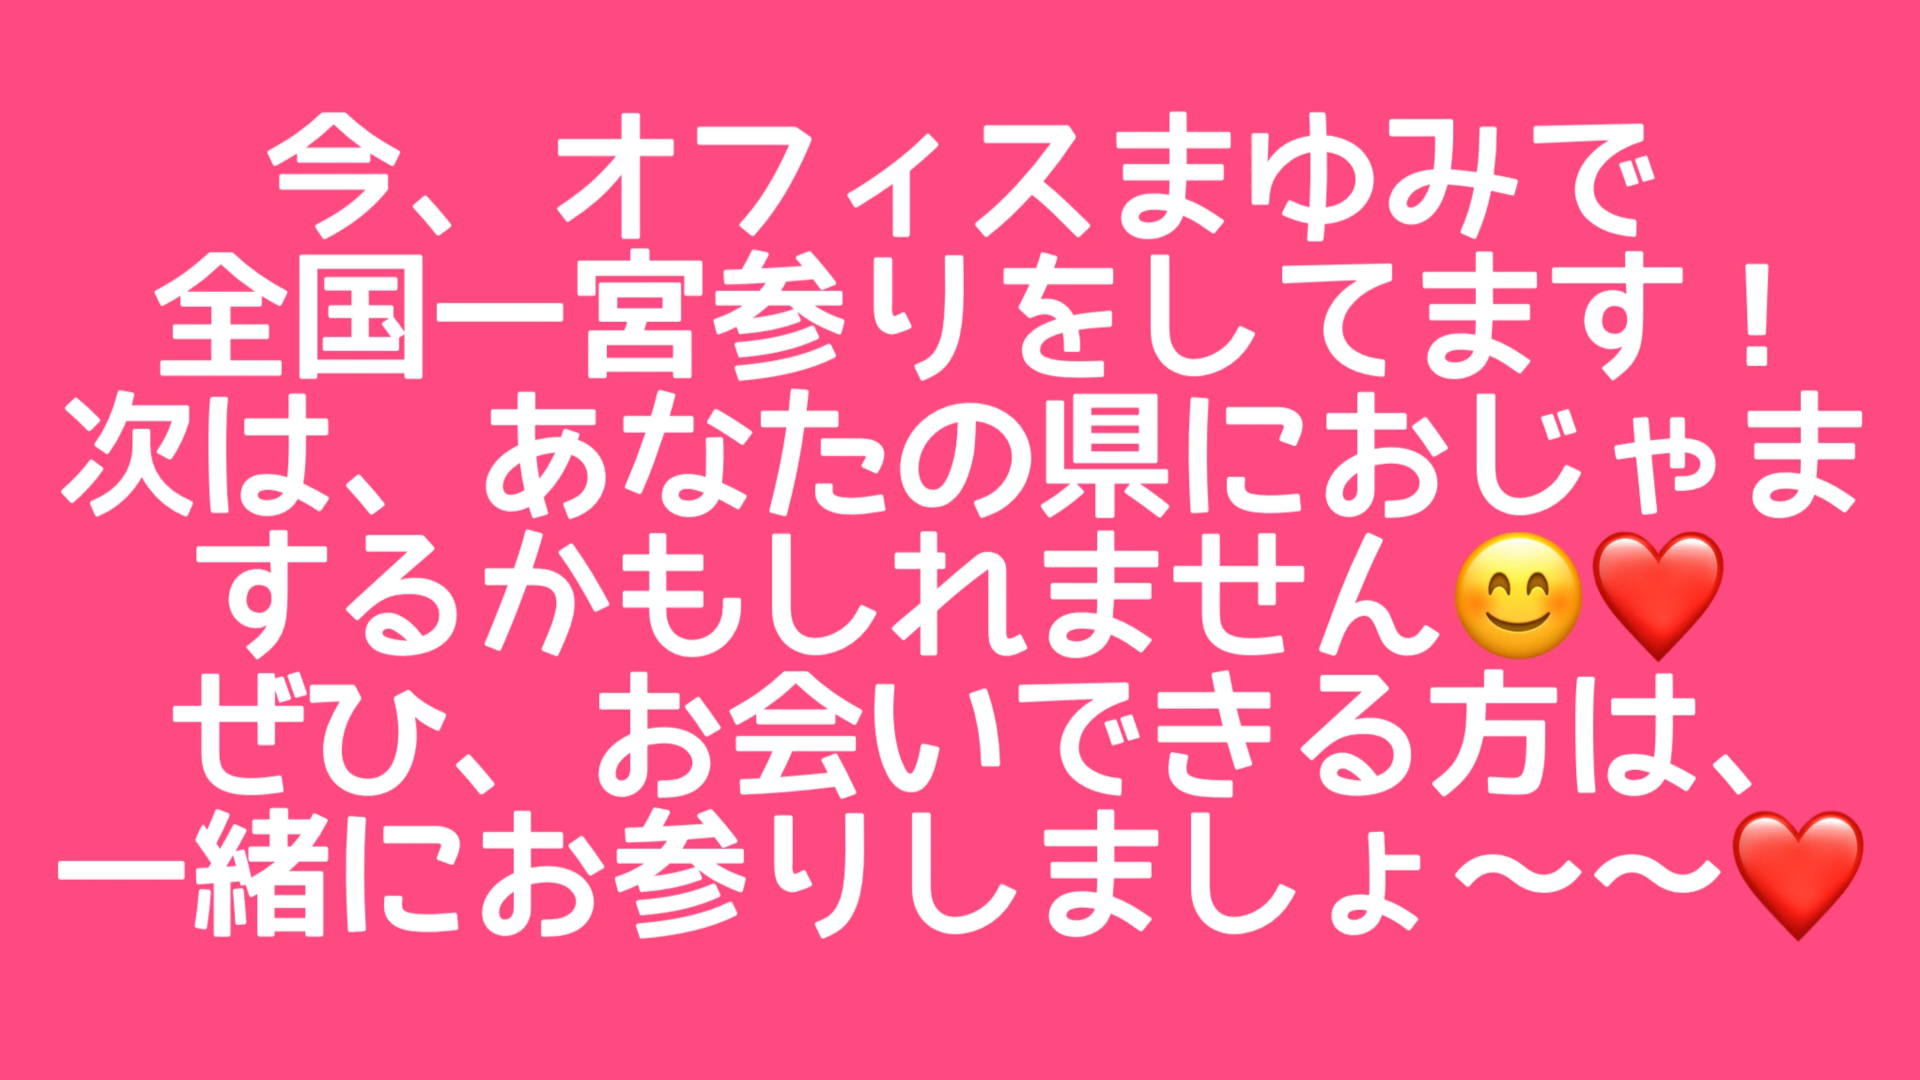 今、オフィスまゆみで
全国一宮参りをしてます！
次は、あなたの県におじゃま
するかもしれません😊❤️
ぜひ、お会いできる方は、
一緒にお参りしましょ〜〜❤️